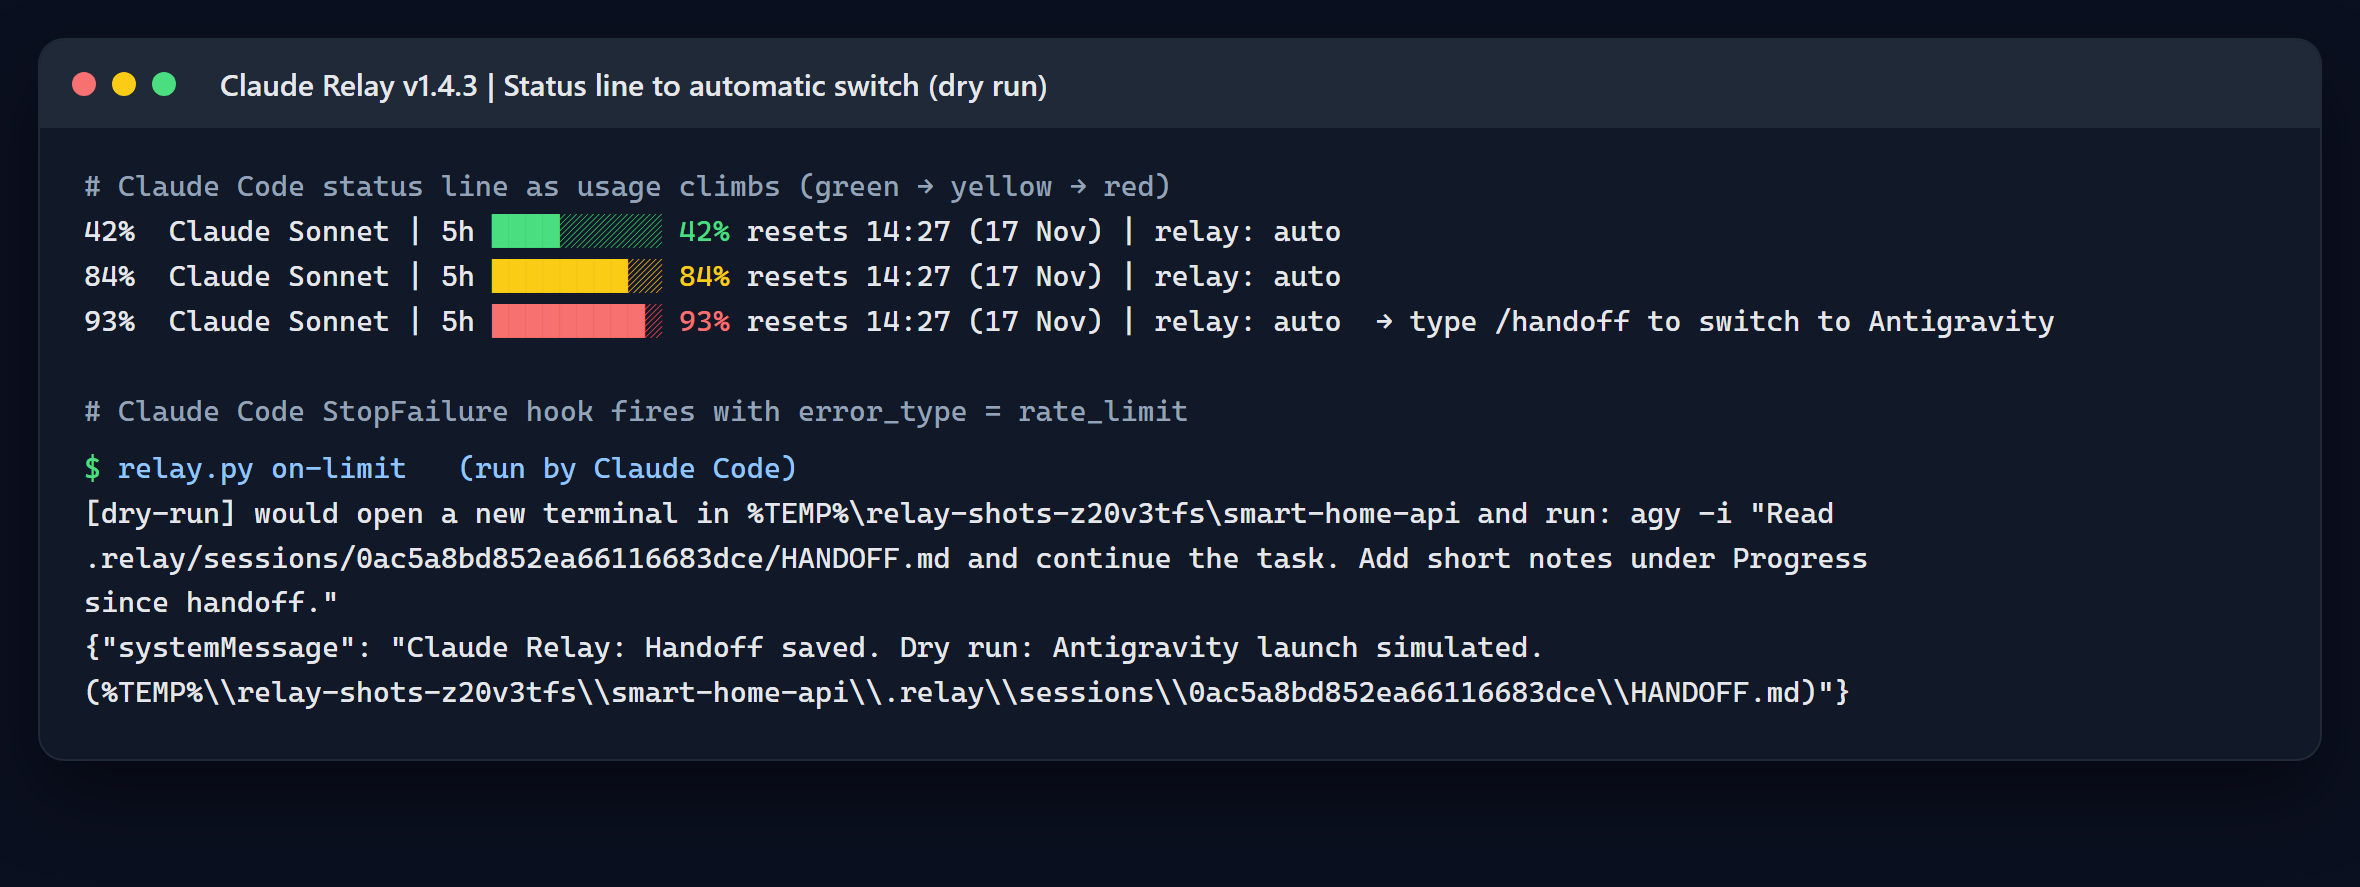 Claude Relay v1.4.3 | Status line to automatic switch (dry run)
# Claude Code status line as usage climbs (green → yellow → red)
42%  Claude Sonnet | 5h ████░░░░░░ 42% resets 14:27 (17 Nov) | relay: auto
84%  Claude Sonnet | 5h ████████░░ 84% resets 14:27 (17 Nov) | relay: auto
93%  Claude Sonnet | 5h █████████░ 93% resets 14:27 (17 Nov) | relay: auto  → type /handoff to switch to Antigravity
# Claude Code StopFailure hook fires with error_type = rate_limit
$ relay.py on-limit   (run by Claude Code)
[dry-run] would open a new terminal in %TEMP%\relay-shots-z20v3tfs\smart-home-api and run: agy -i "Read
.relay/sessions/0ac5a8bd852ea66116683dce/HANDOFF.md and continue the task. Add short notes under Progress
since handoff."
{"systemMessage": "Claude Relay: Handoff saved. Dry run: Antigravity launch simulated.
(%TEMP%\\relay-shots-z20v3tfs\\smart-home-api\\.relay\\sessions\\0ac5a8bd852ea66116683dce\\HANDOFF.md)"}